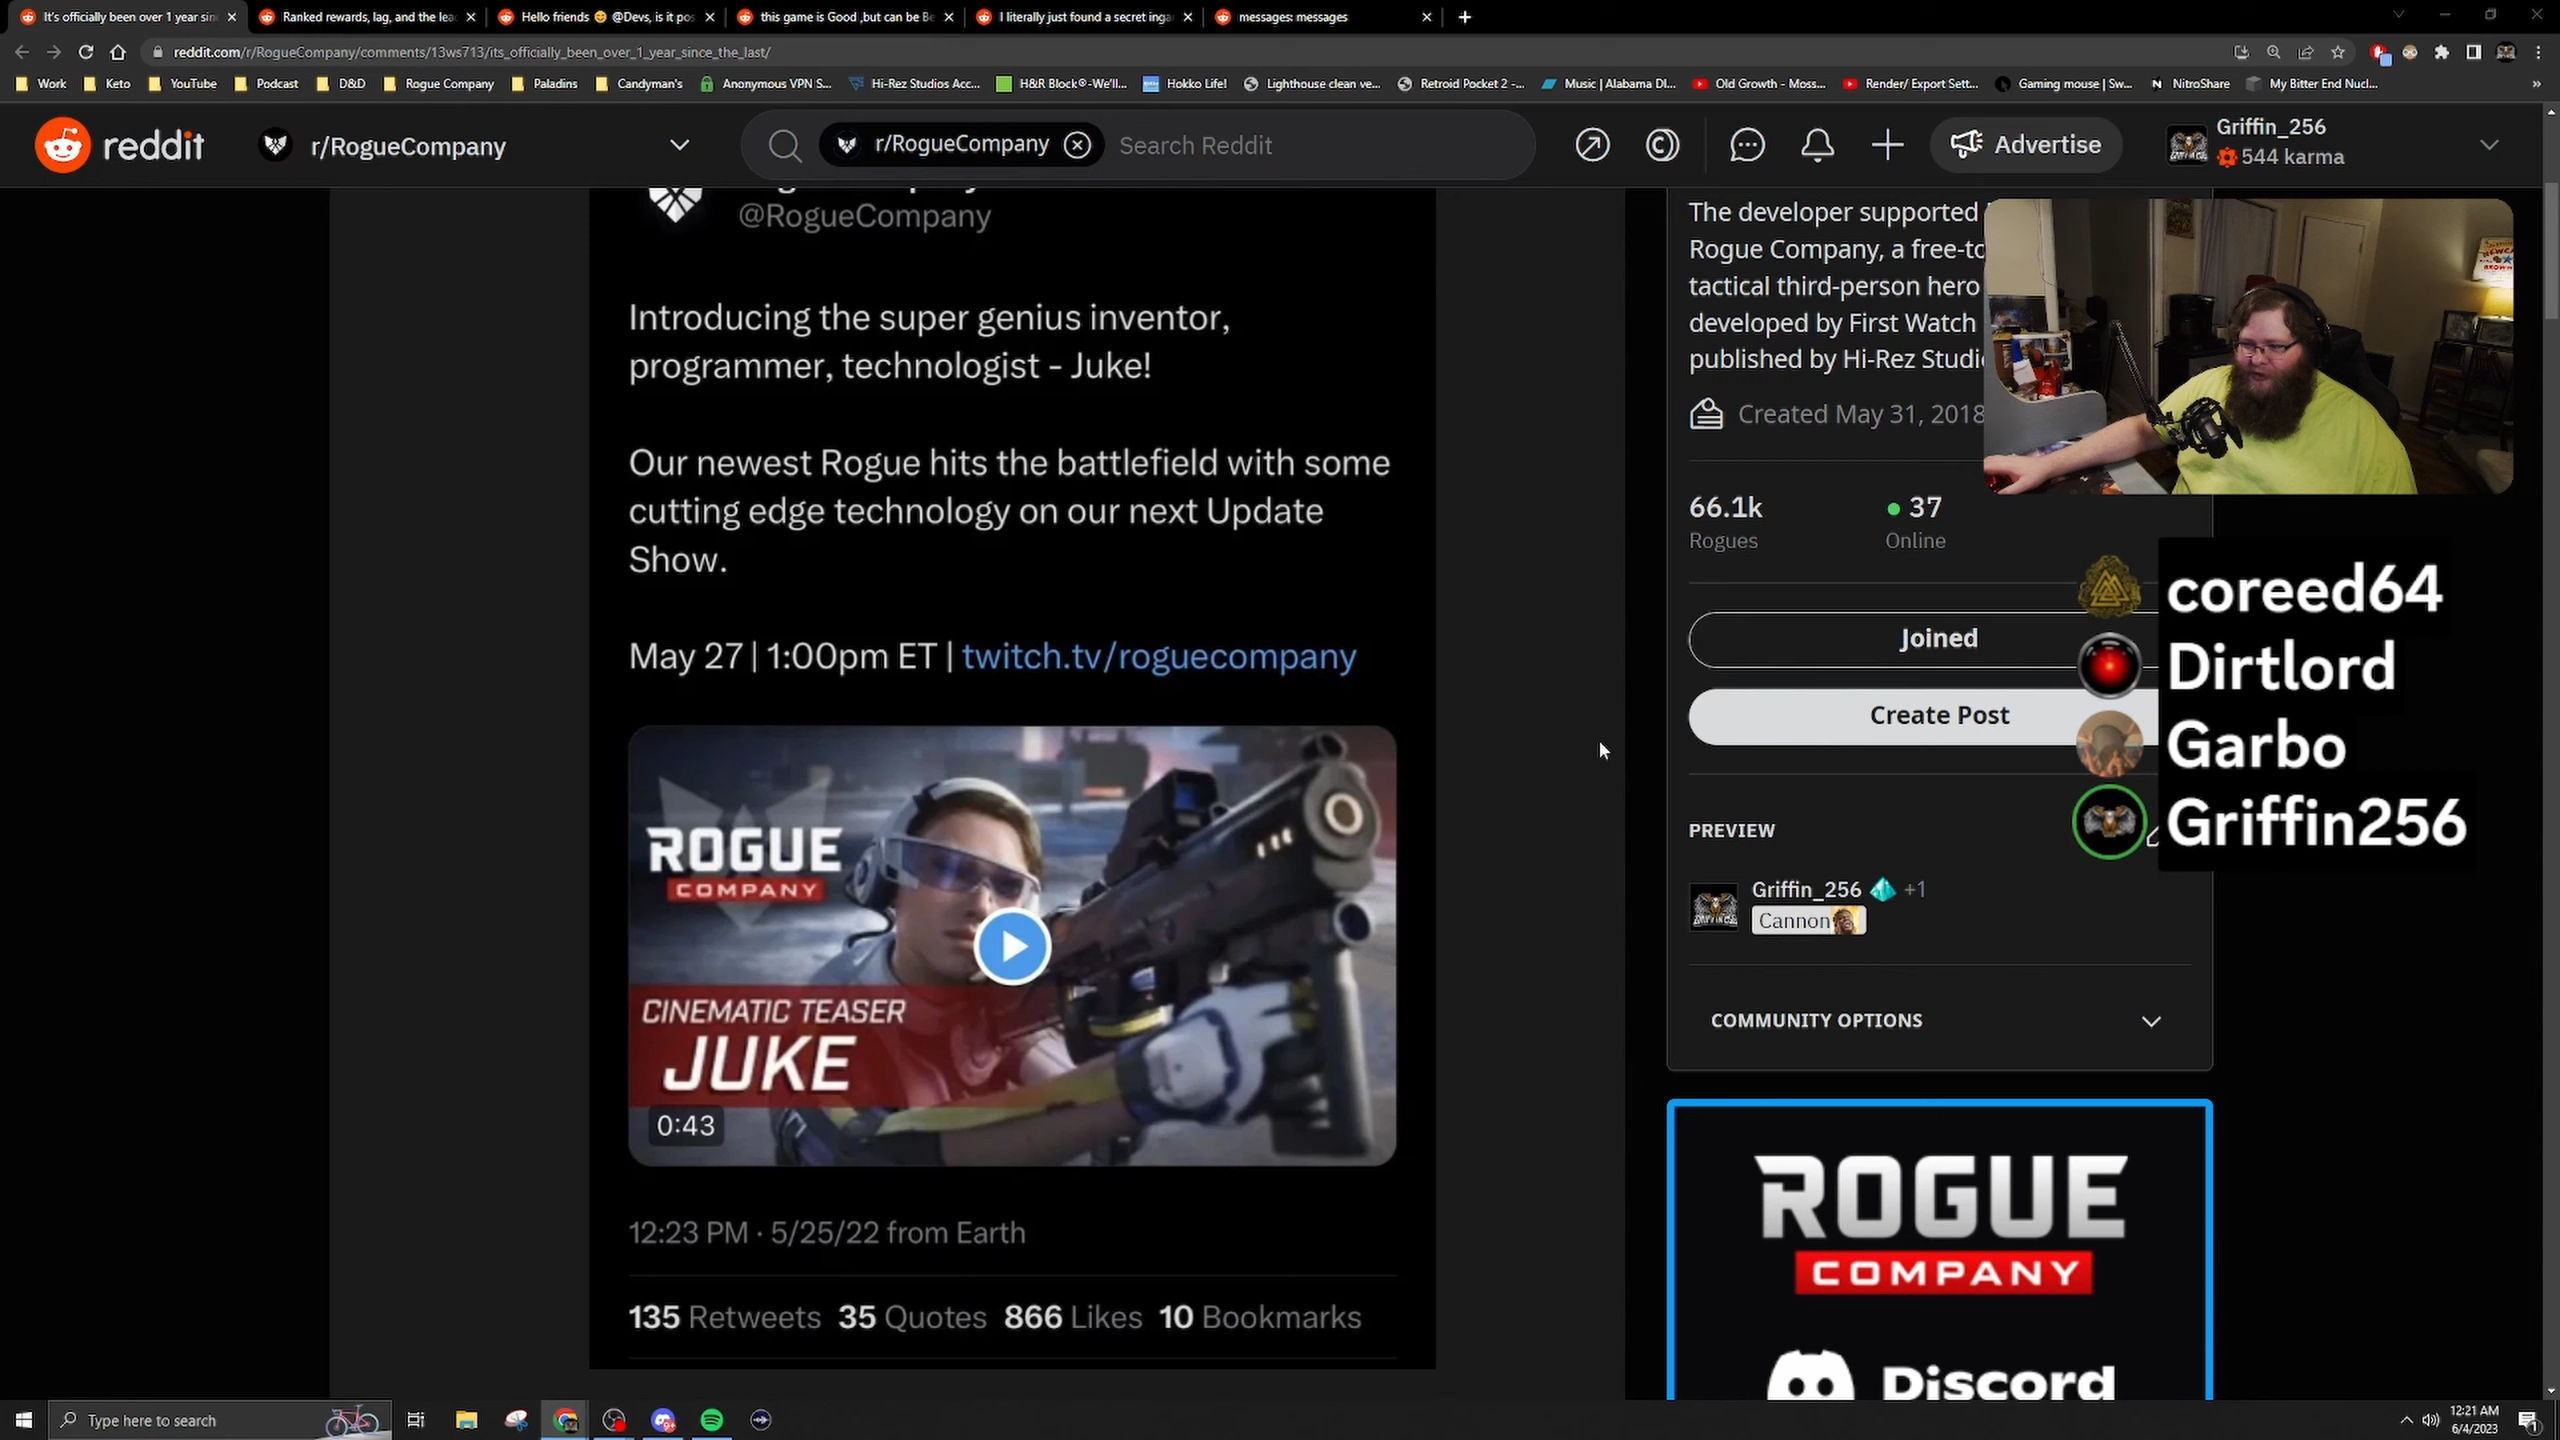 It's officially been over 1 year sin
Ranked rewards, lag, and the lea
Hello friends 😊 @Devs, is it pos
this game is Good ,but can be Be
I literally just found a secret inga
messages: messages
reddit.com/r/RogueCompany/comments/13ws713/its_officially_been_over_1_year_since_the_last/
Work
Keto
YouTube
Podcast
D&D
Rogue Company
Paladins
Candyman's
Anonymous VPN S...
Hi-Rez Studios Acc...
H&R Block®-We'll...
Hokko Life!
Lighthouse clean ve...
Retroid Pocket 2 -...
Music | Alabama DI...
Old Growth - Moss...
Render/ Export Sett...
Gaming mouse | Sw...
NitroShare
My Bitter End Nucl...
reddit
r/RogueCompany
r/RogueCompany
Search Reddit
Advertise
Griffin_256
544 karma
@RogueCompany
Introducing the super genius inventor,
programmer, technologist - Juke!
Our newest Rogue hits the battlefield with some
cutting edge technology on our next Update
Show.
May 27 | 1:00pm ET | twitch.tv/roguecompany
ROGUE
COMPANY
CINEMATIC TEASER
JUKE
0:43
12:23 PM · 5/25/22 from Earth
135 Retweets 35 Quotes 866 Likes 10 Bookmarks
The developer supported
Rogue Company, a free-to
tactical third-person hero
developed by First Watch
published by Hi-Rez Studi
Created May 31, 2018
66.1k
Rogues
37
Online
Joined
Create Post
PREVIEW
Griffin_256 +1
Cannon
COMMUNITY OPTIONS
ROGUE
COMPANY
Discord
coreed64
Dirtlord
Garbo
Griffin256
Type here to search
12:21 AM
6/4/2023